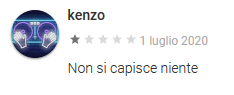 kenzo
1 luglio 2020
Non si capisce niente